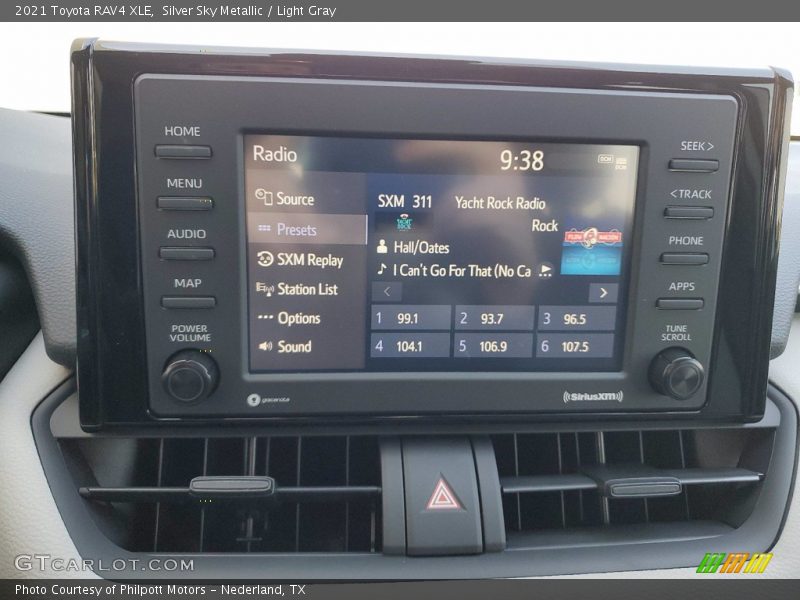 2021 Toyota RAV4 XLE, Silver Sky Metallic / Light Gray
HOME
MENU
AUDIO
MAP
POWER
VOLUME
Radio
9:38
DCM
Source
Presets
SXM Replay
Station List
Options
Sound
SXM 311
Yacht Rock Radio
YACHT
ROCK
Rock
Hall/Oates
I Can't Go For That (No Ca
<
>
1 99.1
2 93.7
3 96.5
4 104.1
5 106.9
6 107.5
SEEK >
< TRACK
PHONE
APPS
TUNE
SCROLL
gracenote
((SiriusXM))
GTCARLOT.COM
Photo Courtesy of Philpott Motors - Nederland, TX